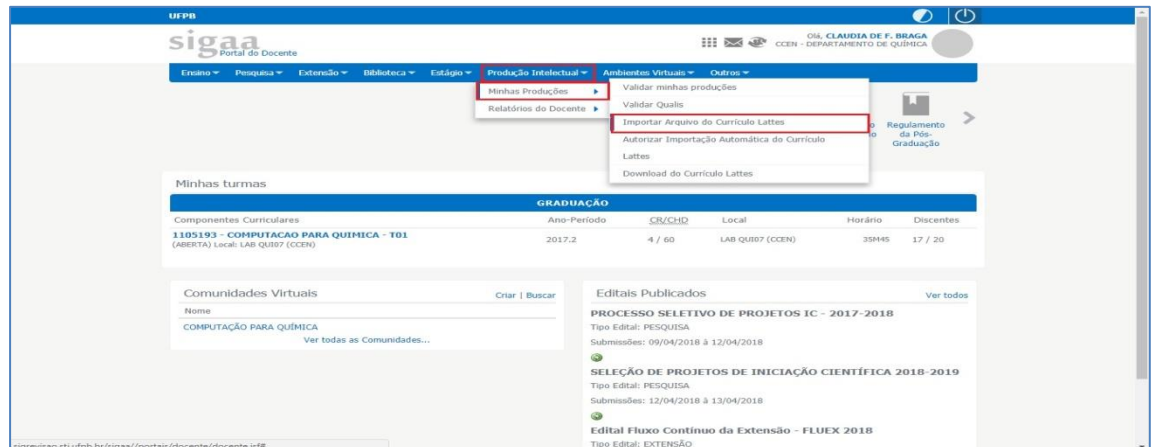 UFPB
sigaa
Portal do Docente
Olá, CLAUDIA DE F. BRAGA
CCEN - DEPARTAMENTO DE QUÍMICA
Ensino Pesquisa Extensão Biblioteca Estágio Produção Intelectual Ambientes Virtuais Outros
Minhas Produções
Relatórios do Docente
Validar minhas produções
Validar Qualis
Importar Arquivo do Currículo Lattes
Autorizar Importação Automática do Currículo
Lattes
Download do Currículo Lattes
Regulamento
da Pós-
Graduação
Minhas turmas
GRADUAÇÃO
Componentes Curriculares Ano-Período CR/CHD Local Horário Discentes
1105193 - COMPUTACAO PARA QUIMICA - T01
(ABERTA) Local: LAB QUI07 (CCEN)
2017.2 4 / 60 LAB QUI07 (CCEN) 35M45 17 / 20
Comunidades Virtuais
Criar | Buscar
Nome
COMPUTAÇÃO PARA QUÍMICA
Ver todas as Comunidades...
Editais Publicados
Ver todos
PROCESSO SELETIVO DE PROJETOS IC - 2017-2018
Tipo Edital: PESQUISA
Submissões: 09/04/2018 à 12/04/2018
SELEÇÃO DE PROJETOS DE INICIAÇÃO CIENTÍFICA 2018-2019
Tipo Edital: PESQUISA
Submissões: 12/04/2018 à 13/04/2018
Edital Fluxo Contínuo da Extensão - FLUEX 2018
Tipo Edital: EXTENSÃO